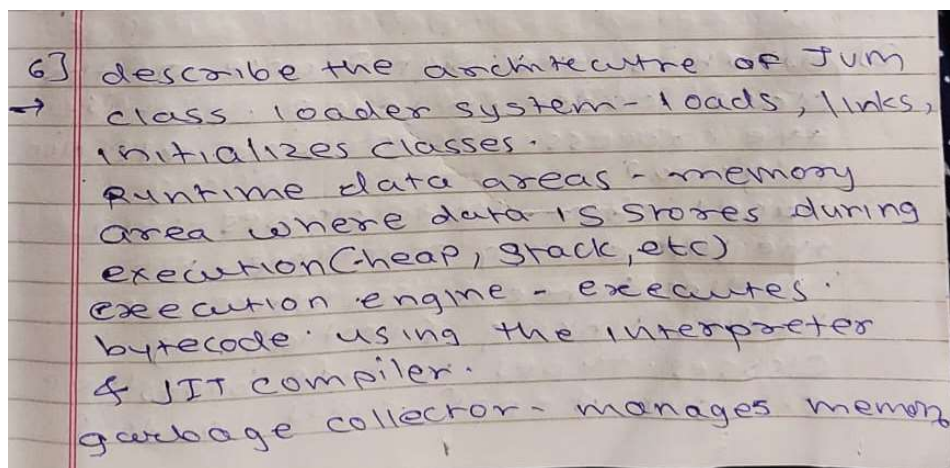 6] describe the architecutre of Jvm
→ class loader system - loads, links,
initializes classes.
Runtime data areas - memory
area where data is stores during
execution (heap, stack, etc)
execution engine - executes.
bytecode using the interpreter
& JIT compiler.
garbage collector - manages memory